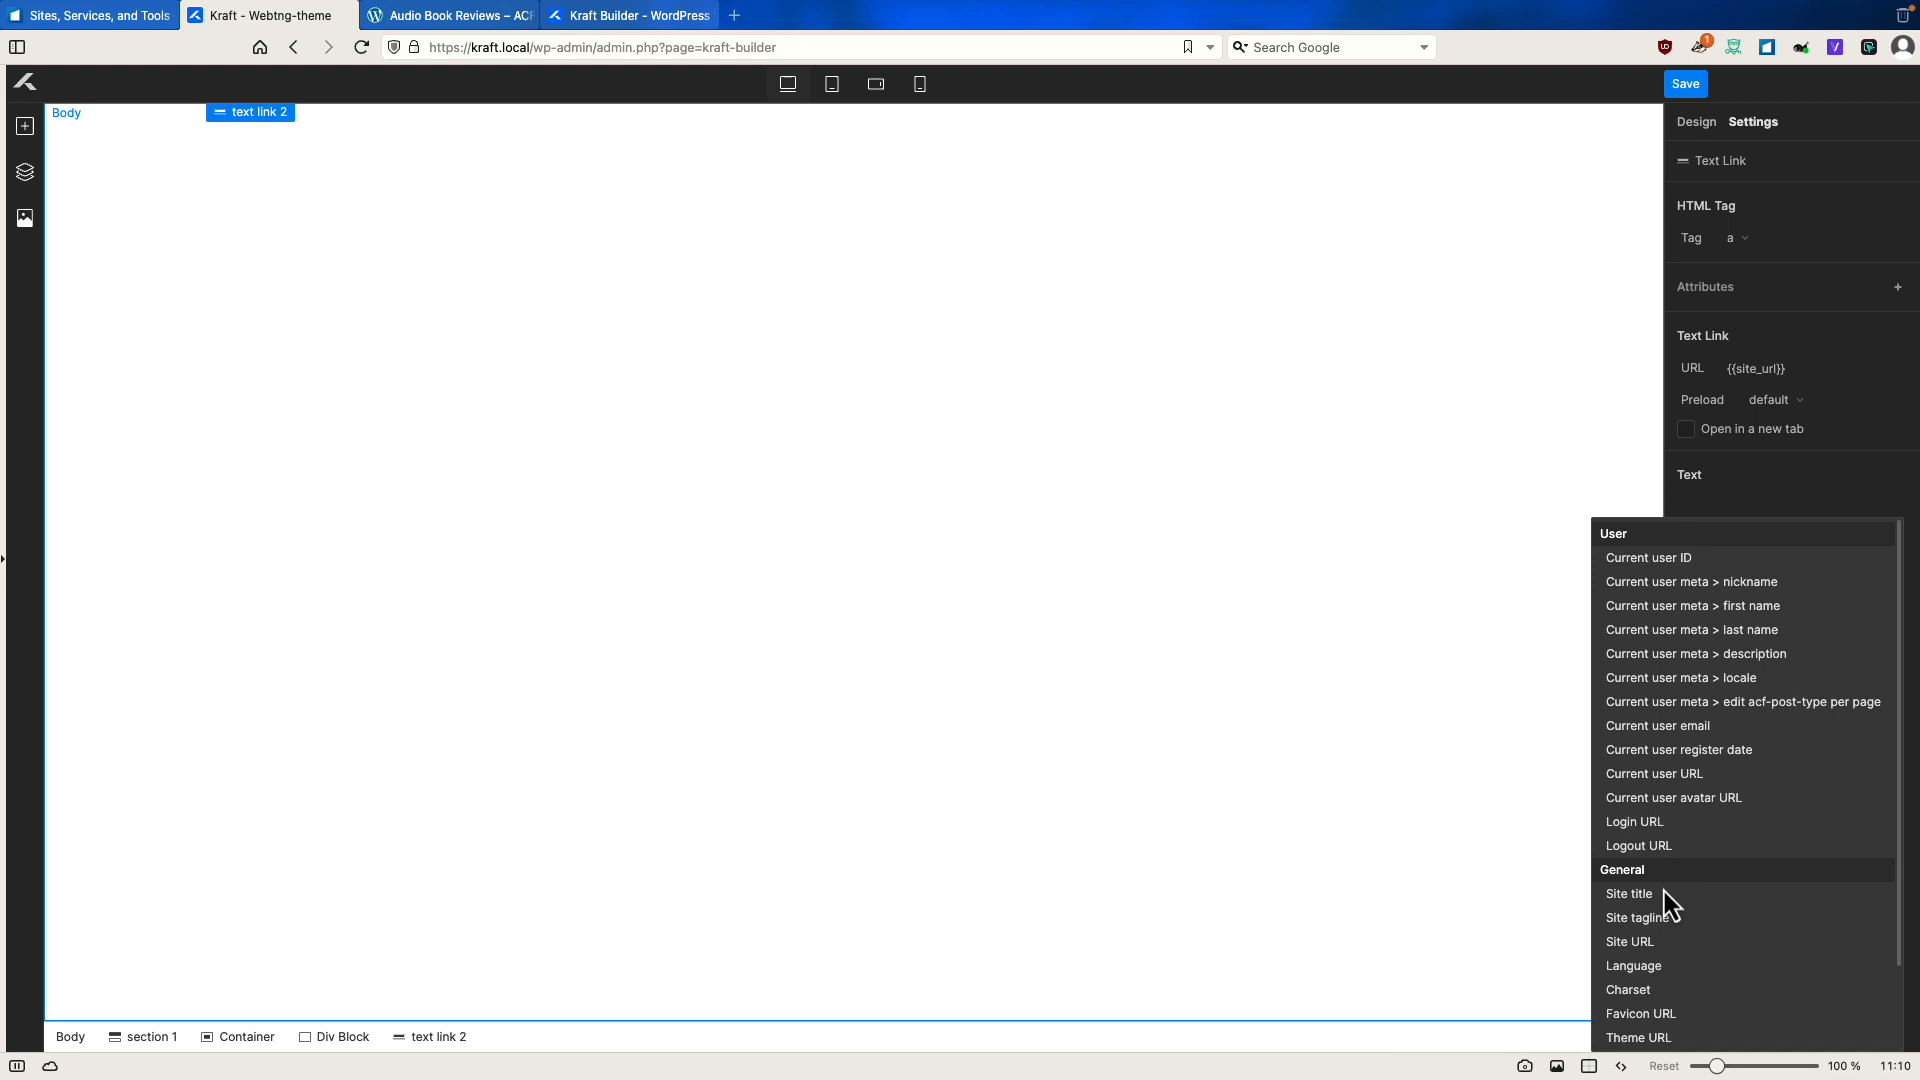 Sites, Services, and Tools
Kraft - Webtng-theme
Audio Book Reviews – ACF
Kraft Builder - WordPress
https://kraft.local/wp-admin/admin.php?page=kraft-builder
Search Google
1
Save
Body
text link 2
Design Settings
Text Link
HTML Tag
Tag a
Attributes +
Text Link
URL {{site_url}}
Preload default
Open in a new tab
Text
User
Current user ID
Current user meta > nickname
Current user meta > first name
Current user meta > last name
Current user meta > description
Current user meta > locale
Current user meta > edit acf-post-type per page
Current user email
Current user register date
Current user URL
Current user avatar URL
Login URL
Logout URL
General
Site title
Site tagline
Site URL
Language
Charset
Favicon URL
Theme URL
Body section 1 Container Div Block text link 2
Reset 100 % 11:10